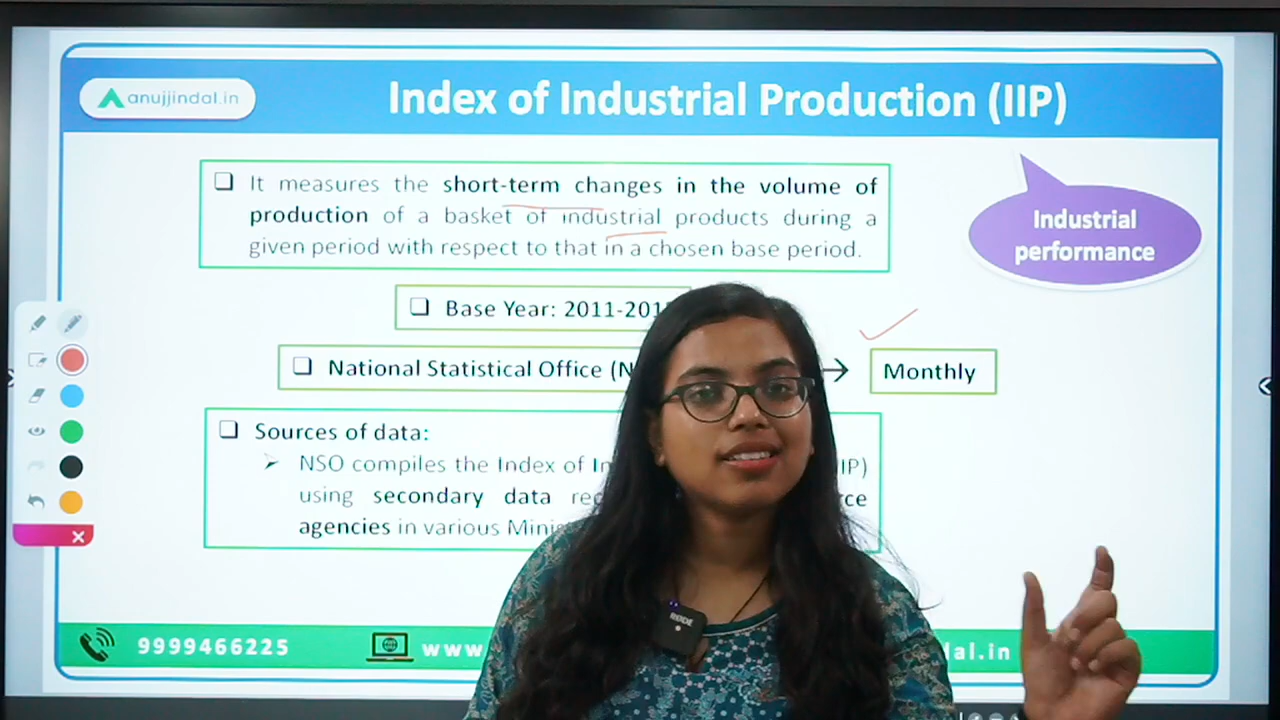 anujjindal.in
Index of Industrial Production (IIP)
❑ It measures the short-term changes in the volume of
production of a basket of industrial products during a
given period with respect to that in a chosen base period.
Industrial
performance
❑ Base Year: 2011-201
❑ National Statistical Office (N
→ Monthly
❑ Sources of data:
➢ NSO compiles the Index of In IP)
using secondary data rce
agencies in various Minis
9999466225
www. dal.in
RODE